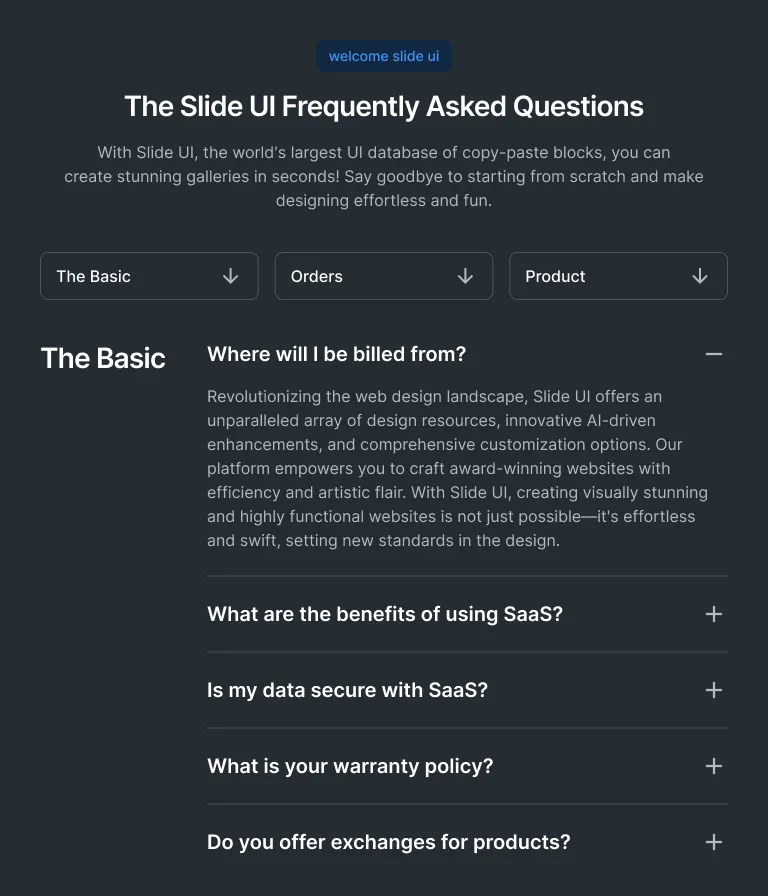 welcome slide ui
The Slide UI Frequently Asked Questions
With Slide UI, the world's largest UI database of copy-paste blocks, you can
create stunning galleries in seconds! Say goodbye to starting from scratch and make
designing effortless and fun.
The Basic
Orders
Product
The Basic
Where will I be billed from?
Revolutionizing the web design landscape, Slide UI offers an
unparalleled array of design resources, innovative AI-driven
enhancements, and comprehensive customization options. Our
platform empowers you to craft award-winning websites with
efficiency and artistic flair. With Slide UI, creating visually stunning
and highly functional websites is not just possible—it's effortless
and swift, setting new standards in the design.
What are the benefits of using SaaS?
Is my data secure with SaaS?
What is your warranty policy?
Do you offer exchanges for products?